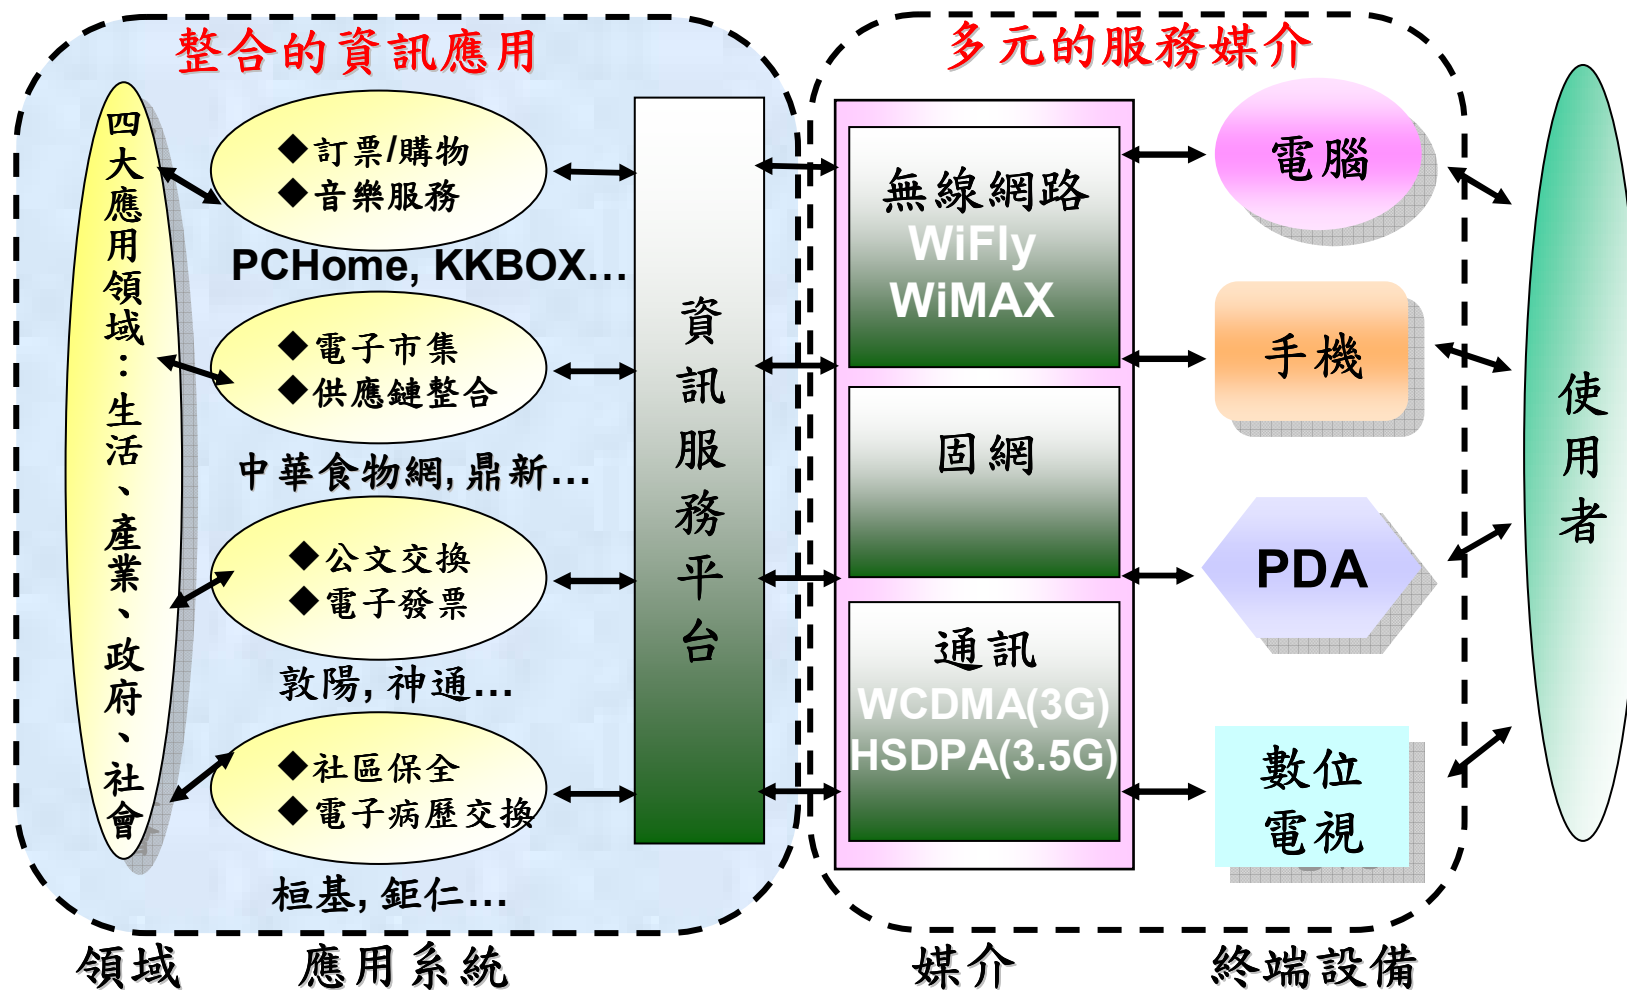 整合的資訊應用
四大應用領域：生活、產業、政府、社會
◆訂票/購物
◆音樂服務
PCHome, KKBOX…
◆電子市集
◆供應鏈整合
中華食物網, 鼎新…
◆公文交換
◆電子發票
敦陽, 神通…
◆社區保全
◆電子病歷交換
桓基, 鉅仁…
資訊服務平台
多元的服務媒介
無線網路
WiFly
WiMAX
固網
通訊
WCDMA(3G)
HSDPA(3.5G)
電腦
手機
PDA
數位
電視
使用者
領域
應用系統
媒介
終端設備